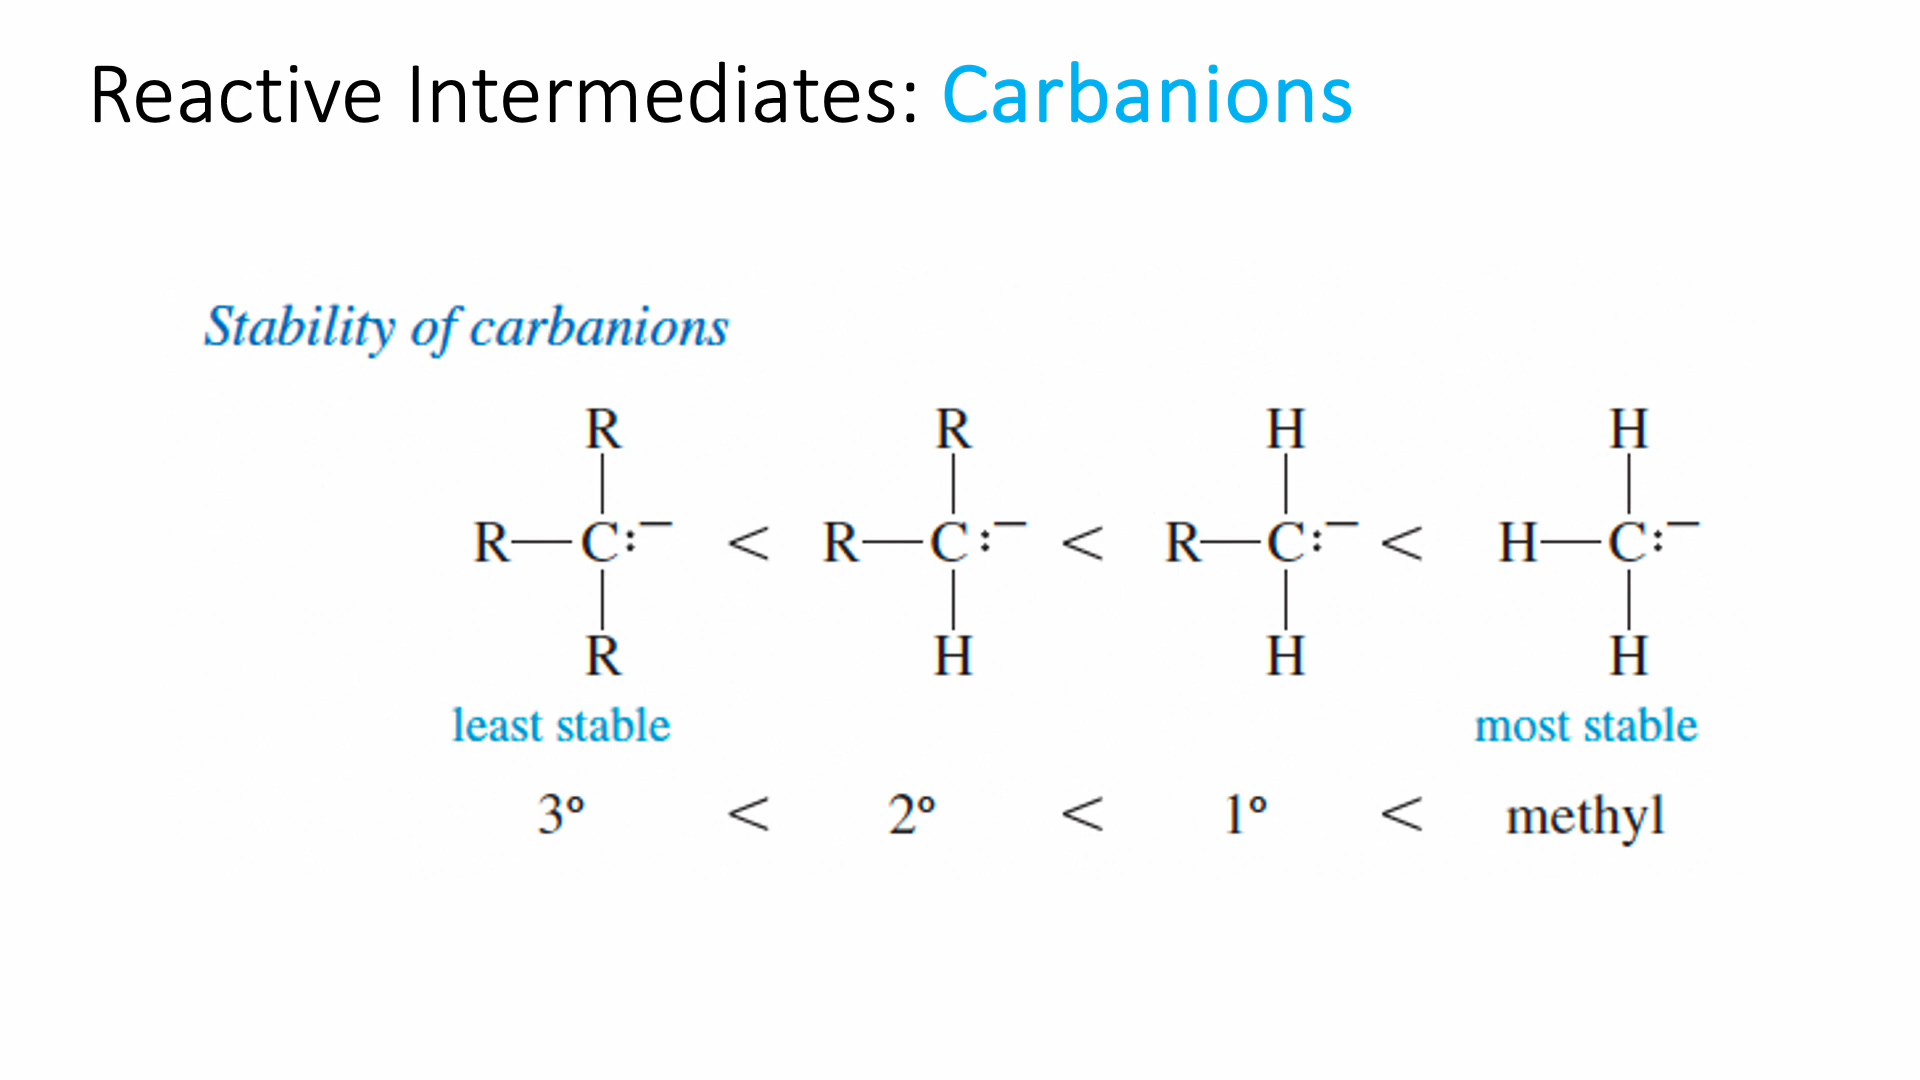 Reactive Intermediates: Carbanions
Stability of carbanions
R R H H
R—C:⁻ < R—C:⁻ < R—C:⁻ < H—C:⁻
R H H H
least stable most stable
3° < 2° < 1° < methyl